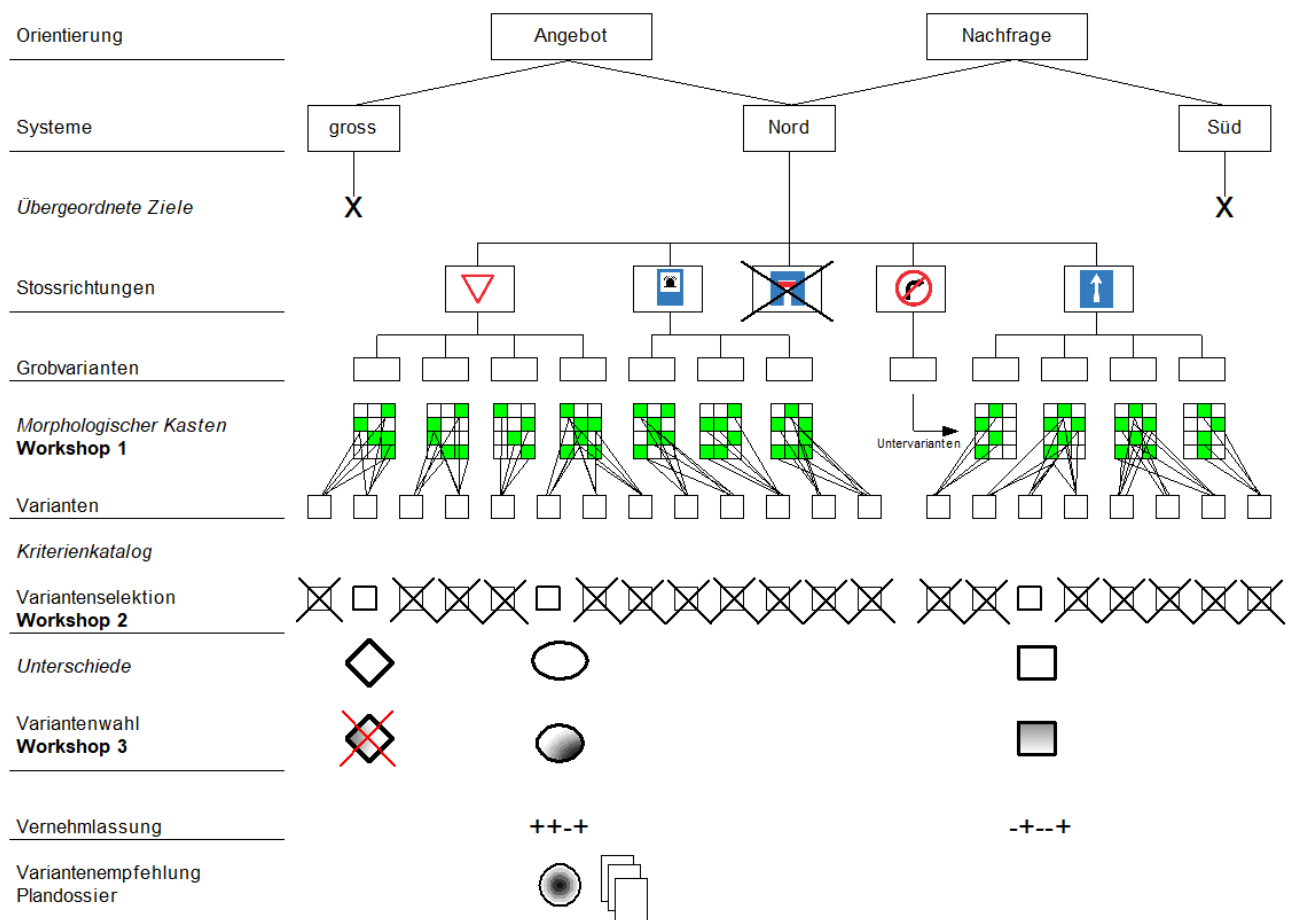 Orientierung
Angebot
Nachfrage
Systeme
gross
Nord
Süd
Übergeordnete Ziele
X
X
Stossrichtungen
Grobvarianten
Morphologischer Kasten
Workshop 1
Untervarianten
Varianten
Kriterienkatalog
Variantenselektion
Workshop 2
Unterschiede
Variantenwahl
Workshop 3
Vernehmlassung
++-+
-+--+
Variantenempfehlung
Plandossier